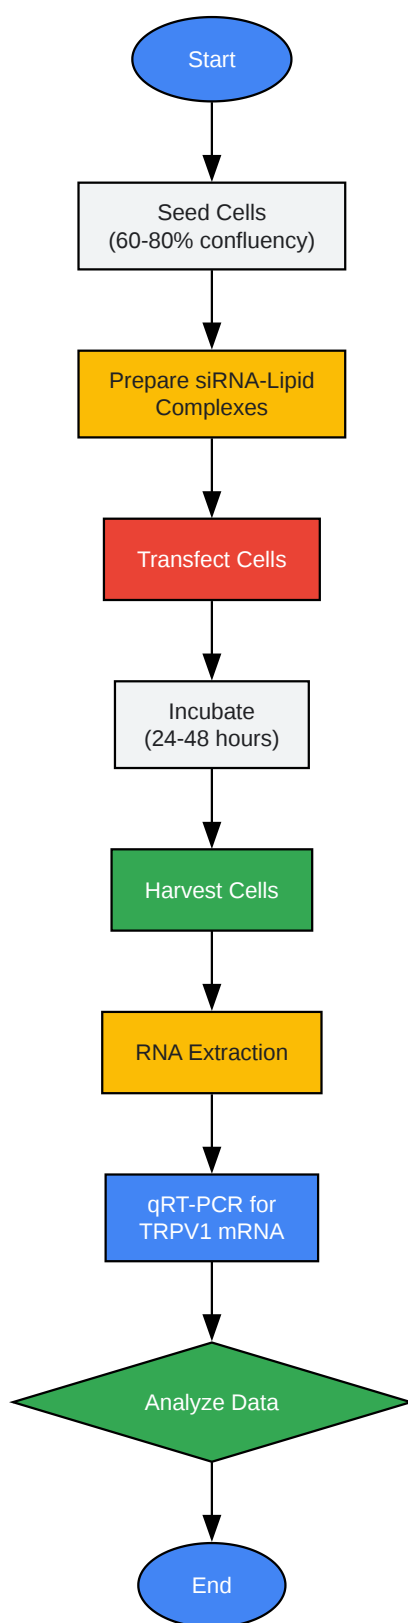 Start
Seed Cells
(60-80% confluency)
Prepare siRNA-Lipid
Complexes
Transfect Cells
Incubate
(24-48 hours)
Harvest Cells
RNA Extraction
qRT-PCR for
TRPV1 mRNA
Analyze Data
End